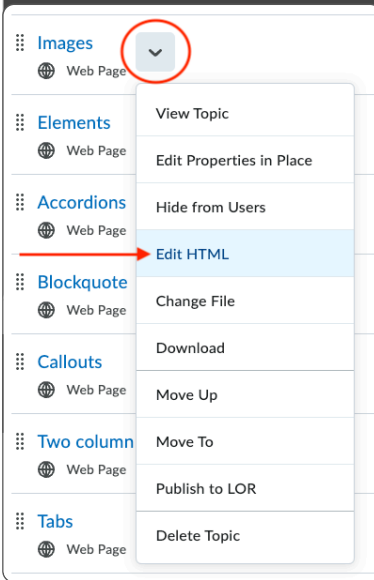 Images
Web Page
Elements
Web Page
Accordions
Web Page
Blockquote
Web Page
Callouts
Web Page
Two column
Web Page
Tabs
Web Page
View Topic
Edit Properties in Place
Hide from Users
Edit HTML
Change File
Download
Move Up
Move To
Publish to LOR
Delete Topic